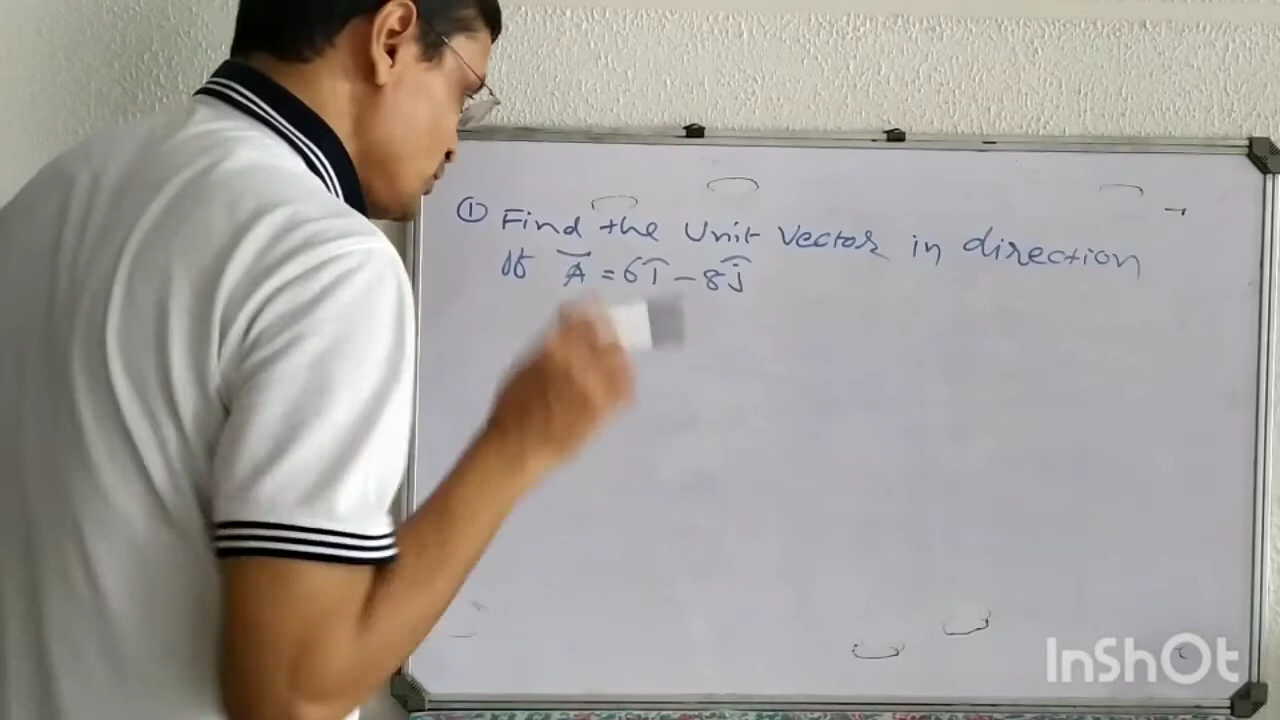 ① Find the Unit Vector in direction
of A⃗ = 6î - 8ĵ
InShOt